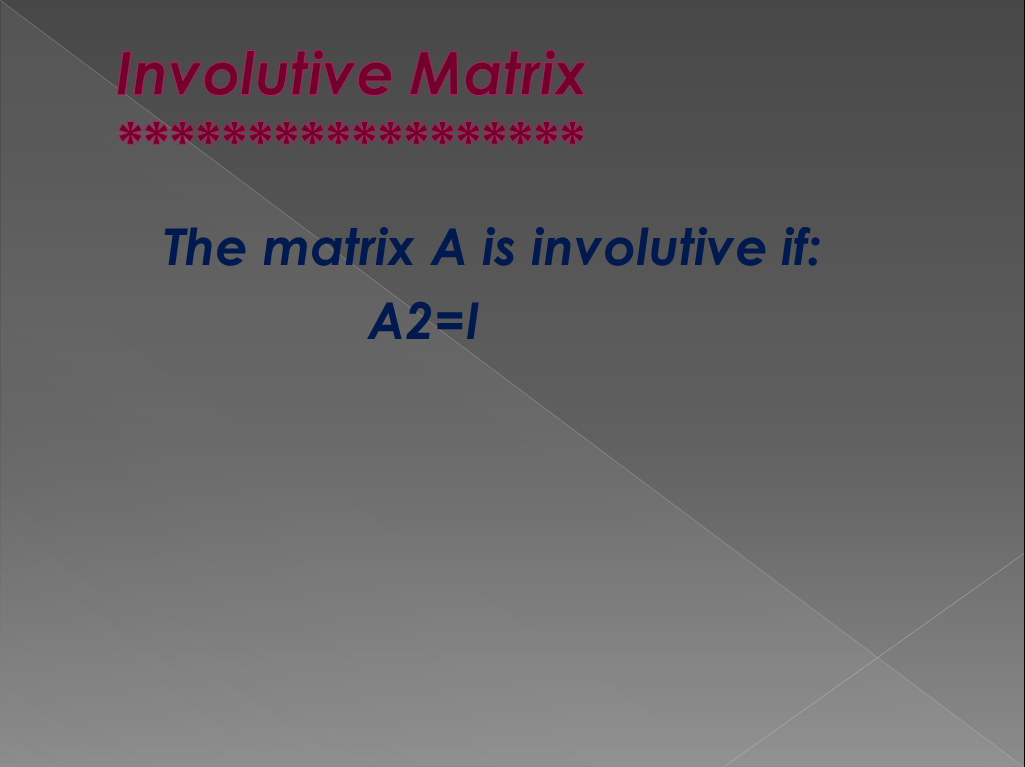 Involutive Matrix
******************
The matrix A is involutive if:
A2=I